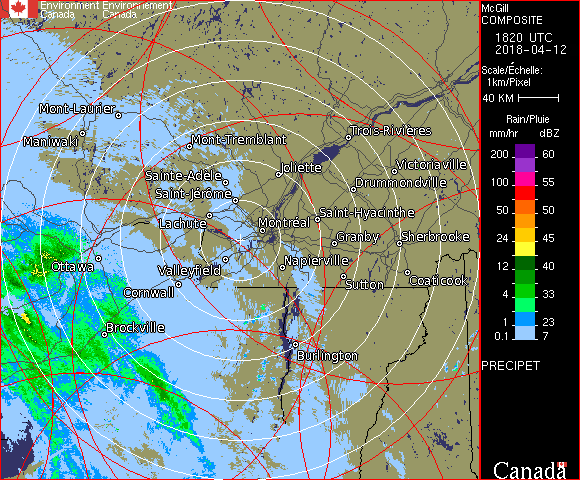 Environment Environnement
Canada Canada
McGill
COMPOSITE
1820 UTC
2018-04-12
Scale/Échelle:
1km/Pixel
40 KM
Rain/Pluie
mm/hr dBZ
200 60
100 55
50 50
24 45
12 40
4 33
1 23
0.1 7
PRECIPET
Canada
Mont-Laurier
Maniwaki
Mont-Tremblant
Trois-Rivières
Joliette
Victoriaville
Sainte-Adèle
Drummondville
Saint-Jérôme
Saint-Hyacinthe
Lachute
Montréal
Granby
Sherbrooke
Ottawa
Valleyfield
Napierville
Sutton
Coaticook
Cornwall
Brockville
Burlington